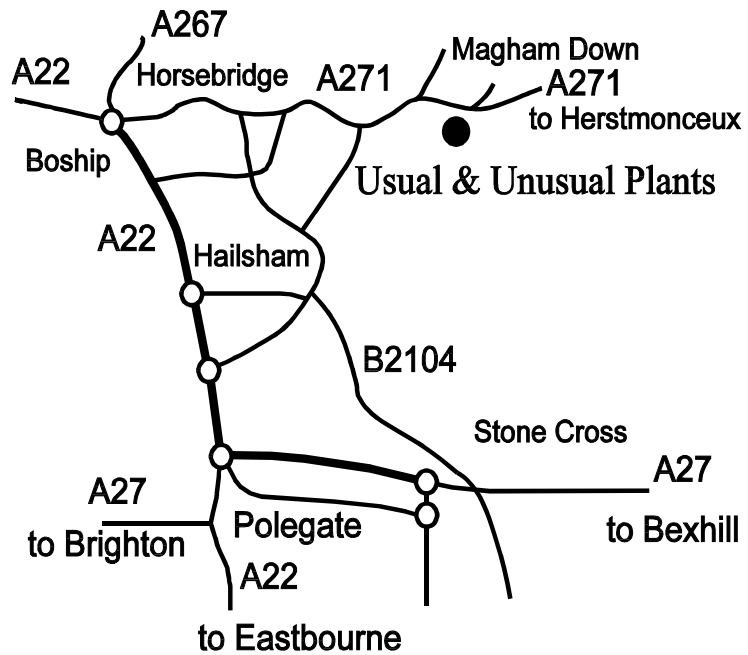 A267
A22
Horsebridge
A271
Magham Down
A271
to Herstmonceux
Boship
Usual & Unusual Plants
A22
Hailsham
B2104
Stone Cross
A27
A27
to Brighton
Polegate
to Bexhill
A22
to Eastbourne